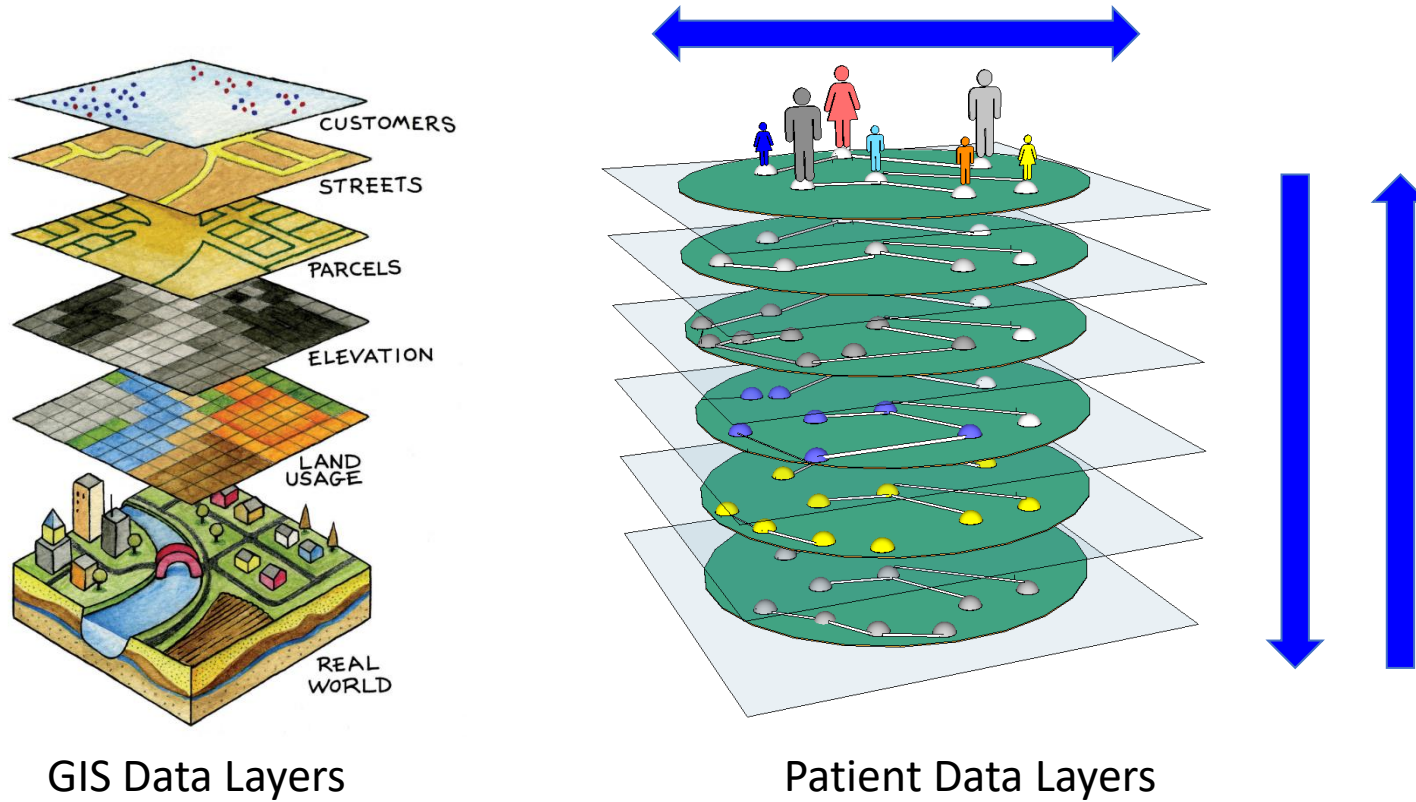 CUSTOMERS
STREETS
PARCELS
ELEVATION
LAND
USAGE
REAL
WORLD
GIS Data Layers
Patient Data Layers